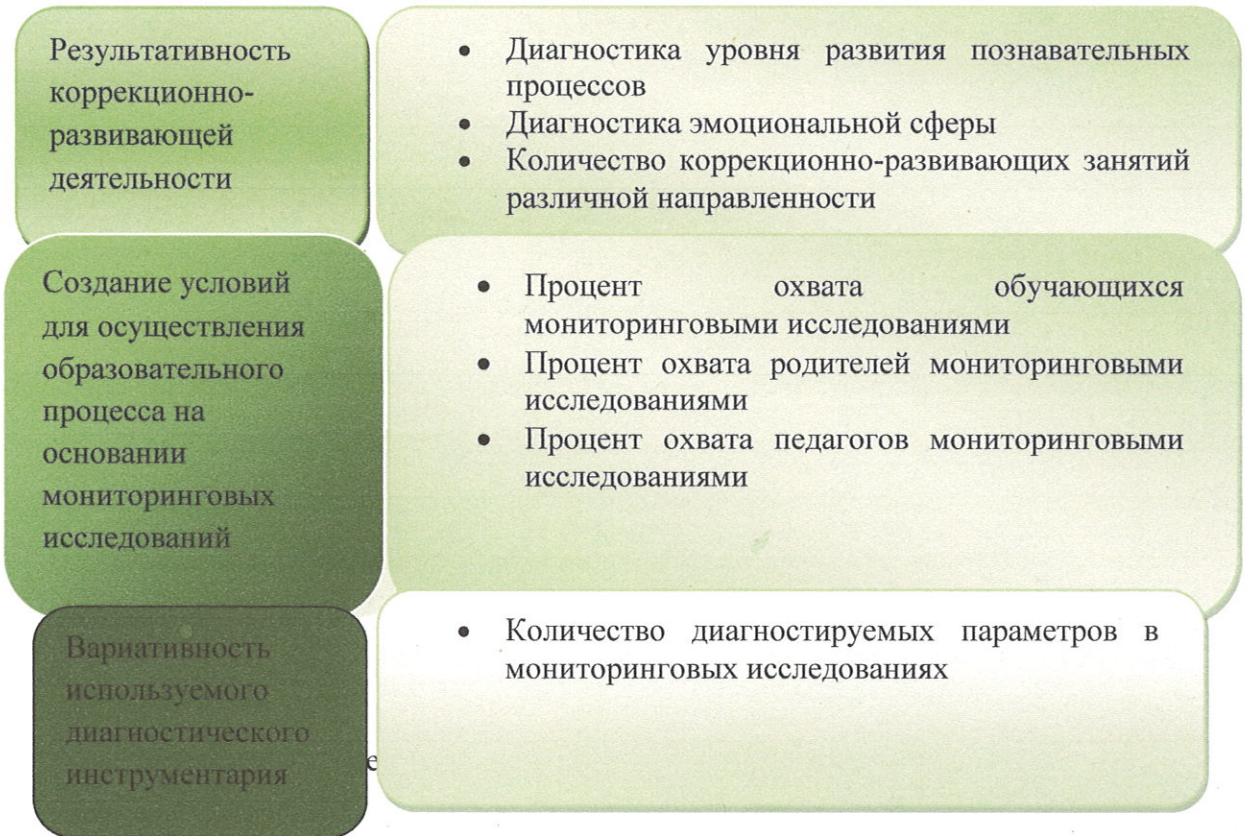 Результативность
коррекционно-
развивающей
деятельности
• Диагностика уровня развития познавательных
процессов
• Диагностика эмоциональной сферы
• Количество коррекционно-развивающих занятий
различной направленности
Создание условий
для осуществления
образовательного
процесса на
основании
мониторинговых
исследований
• Процент охвата обучающихся
мониторинговыми исследованиями
• Процент охвата родителей мониторинговыми
исследованиями
• Процент охвата педагогов мониторинговыми
исследованиями
Вариативность
используемого
диагностического
инструментария
е
• Количество диагностируемых параметров в
мониторинговых исследованиях